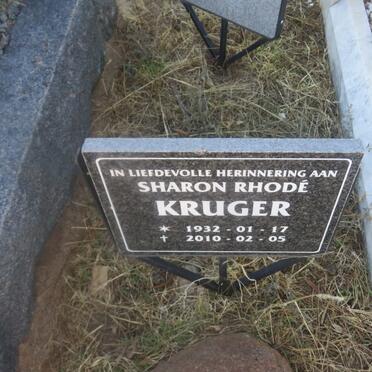 IN LIEFDEVOLLE HERINNERING AAN
SHARON RHODÉ
KRUGER
* 1932 - 01 - 17
† 2010 - 02 - 05